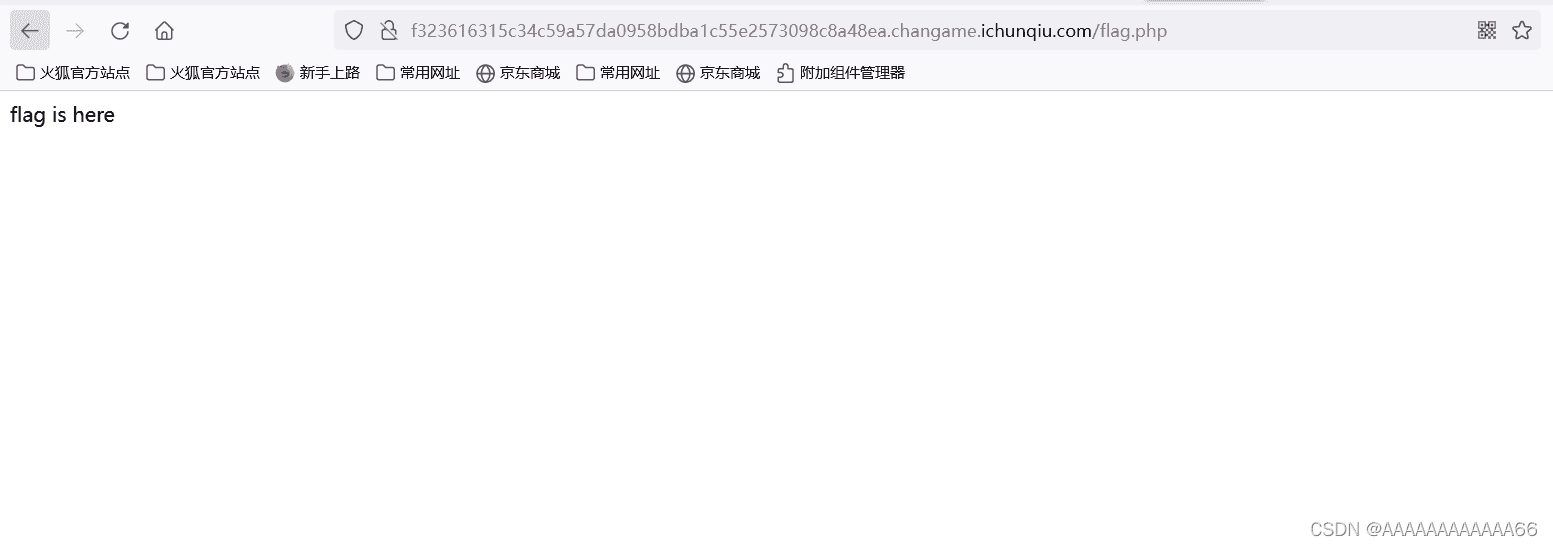 f323616315c34c59a57da0958bdba1c55e2573098c8a48ea.changame.ichunqiu.com/flag.php
火狐官方站点 火狐官方站点 新手上路 常用网址 京东商城 常用网址 京东商城 附加组件管理器
flag is here
CSDN @AAAAAAAAAAAA66